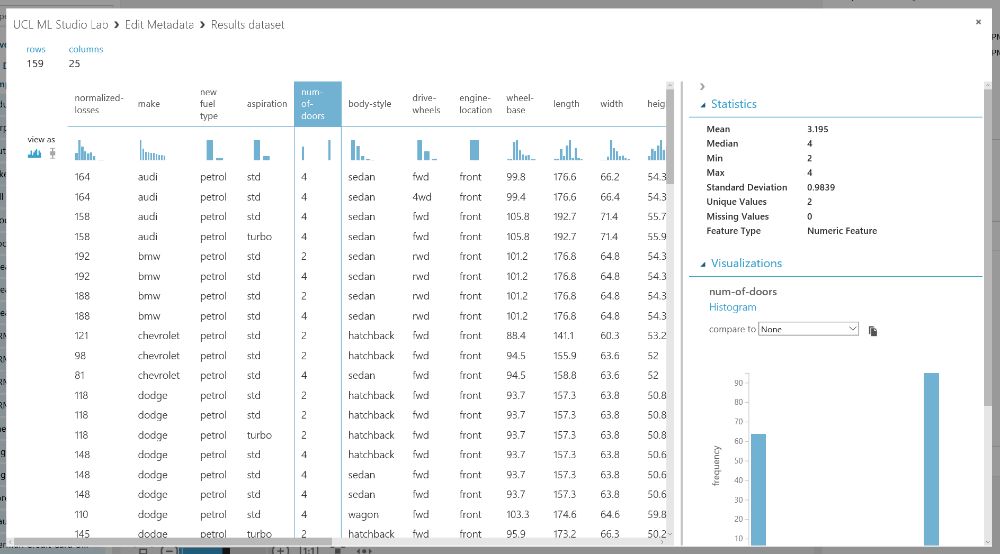 UCL ML Studio Lab › Edit Metadata › Results dataset
rows columns
159 25
view as
normalized-losses make new fuel type aspiration num-of-doors body-style drive-wheels engine-location wheel-base length width
164 audi petrol std 4 sedan fwd front 99.8 176.6 66.2 54.3
164 audi petrol std 4 sedan 4wd front 99.4 176.6 66.4 54.3
158 audi petrol std 4 sedan fwd front 105.8 192.7 71.4 55.7
158 audi petrol turbo 4 sedan fwd front 105.8 192.7 71.4 55.9
192 bmw petrol std 2 sedan rwd front 101.2 176.8 64.8 54.3
192 bmw petrol std 4 sedan rwd front 101.2 176.8 64.8 54.3
188 bmw petrol std 2 sedan rwd front 101.2 176.8 64.8 54.3
188 bmw petrol std 4 sedan rwd front 101.2 176.8 64.8 54.3
121 chevrolet petrol std 2 hatchback fwd front 88.4 141.1 60.3 53.2
98 chevrolet petrol std 2 hatchback fwd front 94.5 155.9 63.6 52
81 chevrolet petrol std 4 sedan fwd front 94.5 158.8 63.6 52
118 dodge petrol std 2 hatchback fwd front 93.7 157.3 63.8 50.8
118 dodge petrol std 2 hatchback fwd front 93.7 157.3 63.8 50.8
118 dodge petrol turbo 2 hatchback fwd front 93.7 157.3 63.8 50.8
148 dodge petrol std 4 hatchback fwd front 93.7 157.3 63.8 50.6
148 dodge petrol std 4 sedan fwd front 93.7 157.3 63.8 50.6
148 dodge petrol std 4 sedan fwd front 93.7 157.3 63.8 50.6
110 dodge petrol std 4 wagon fwd front 103.3 174.6 64.6 59.8
145 dodge petrol turbo 2 hatchback fwd front 95.9 173.2 66.3 50.2
Statistics
Mean 3.195
Median 4
Min 2
Max 4
Standard Deviation 0.9839
Unique Values 2
Missing Values 0
Feature Type Numeric Feature
Visualizations
num-of-doors
Histogram
compare to None
frequency
90
80
70
60
50
40
30
20
10
1:1